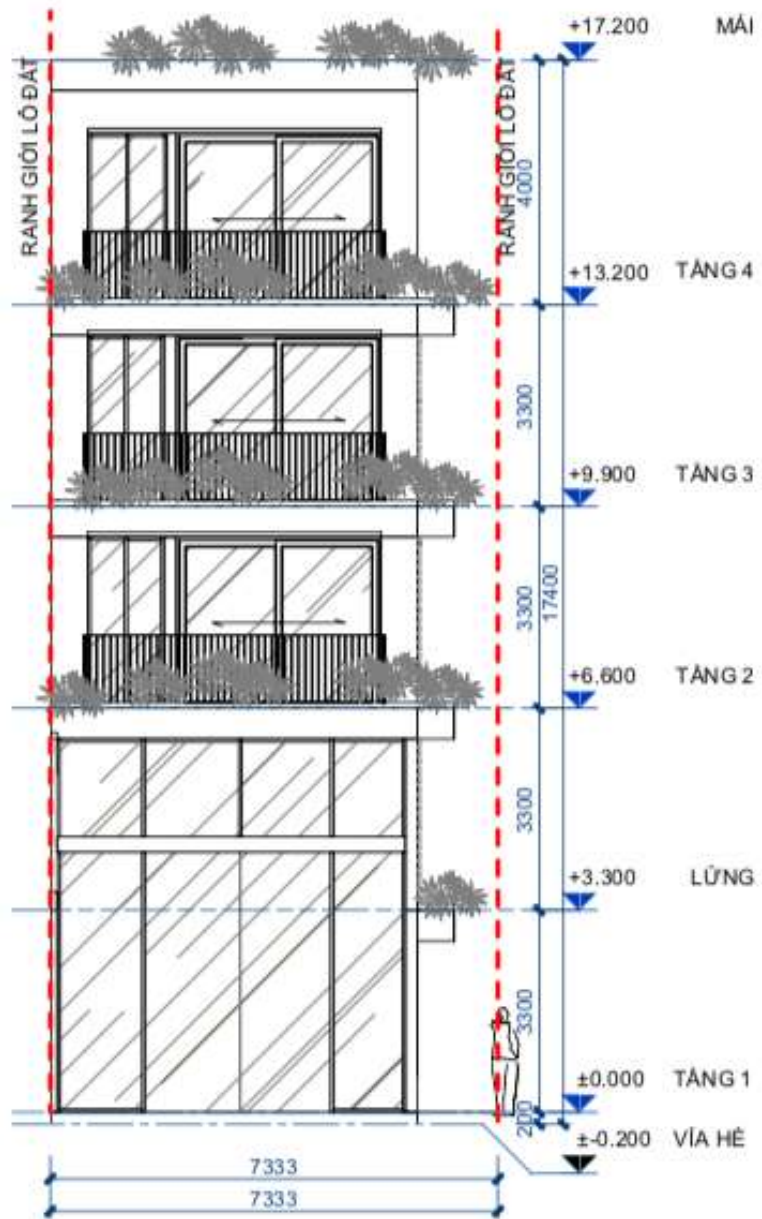 +17.200 MÁI
RANH GIỚI LÔ ĐẤT
RANH GIỚI LÔ ĐẤT
4000
+13.200 TẦNG 4
3300
+9.900 TẦNG 3
3300
17400
+6.600 TẦNG 2
3300
+3.300 LỬNG
3300
±0.000 TẦNG 1
200
±-0.200 VỈA HÈ
7333
7333